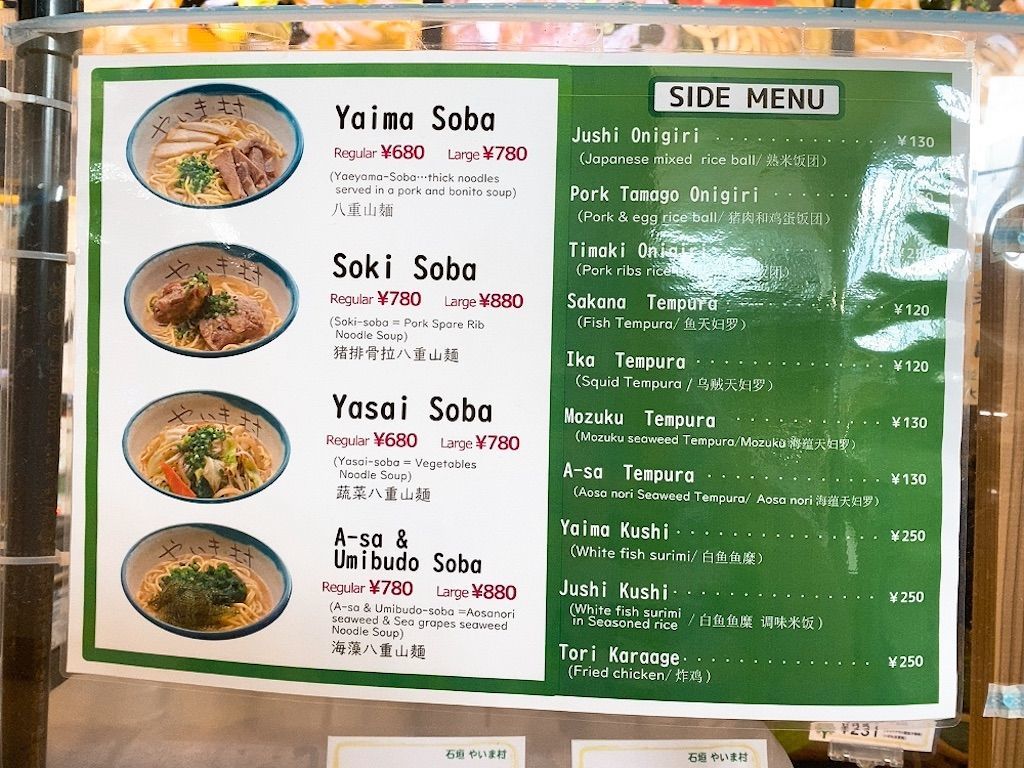 やいま村
Yaima Soba
Regular ¥680 Large ¥780
(Yaeyama-Soba…thick noodles
served in a pork and bonito soup)
八重山麺
やいま村
Soki Soba
Regular ¥780 Large ¥880
(Soki-soba = Pork Spare Rib
Noodle Soup)
猪排骨拉八重山麺
やいま村
Yasai Soba
Regular ¥680 Large ¥780
(Yasai-soba = Vegetables
Noodle Soup)
蔬菜八重山麺
やいま村
A-sa &
Umibudo Soba
Regular ¥780 Large ¥880
(A-sa & Umibudo-soba =Aosanori
seaweed & Sea grapes seaweed
Noodle Soup)
海藻八重山麺
SIDE MENU
Jushi Onigiri ¥130
(Japanese mixed rice ball/ 熟米饭团)
Pork Tamago Onigiri
(Pork & egg rice ball/ 猪肉和鸡蛋饭团)
Timaki Onigiri
(Pork ribs rice 饭团)
Sakana Tempura ¥120
(Fish Tempura/ 鱼天妇罗)
Ika Tempura ¥120
(Squid Tempura / 乌贼天妇罗)
Mozuku Tempura ¥130
(Mozuku seaweed Tempura/Mozuku 海蕴天妇罗)
A-sa Tempura ¥130
(Aosa nori Seaweed Tempura/ Aosa nori 海蕴天妇罗)
Yaima Kushi ¥250
(White fish surimi/ 白鱼鱼糜)
Jushi Kushi ¥250
(White fish surimi
in Seasoned rice / 白鱼鱼糜 调味米饭)
Tori Karaage ¥250
(Fried chicken/ 炸鸡)
¥231
石垣 やいま村
石垣 やいま村